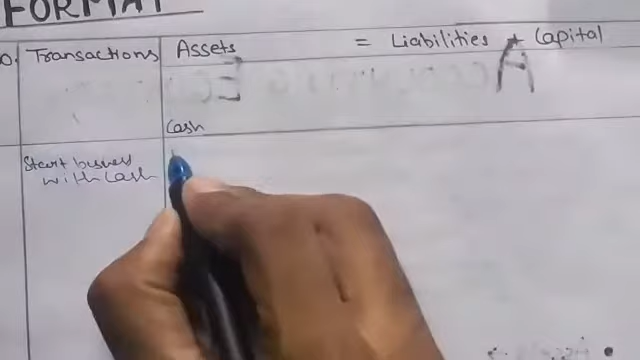 FORMAT
o. Transactions Assets = Liabilities + Capital
Cash
Start business
with Cash